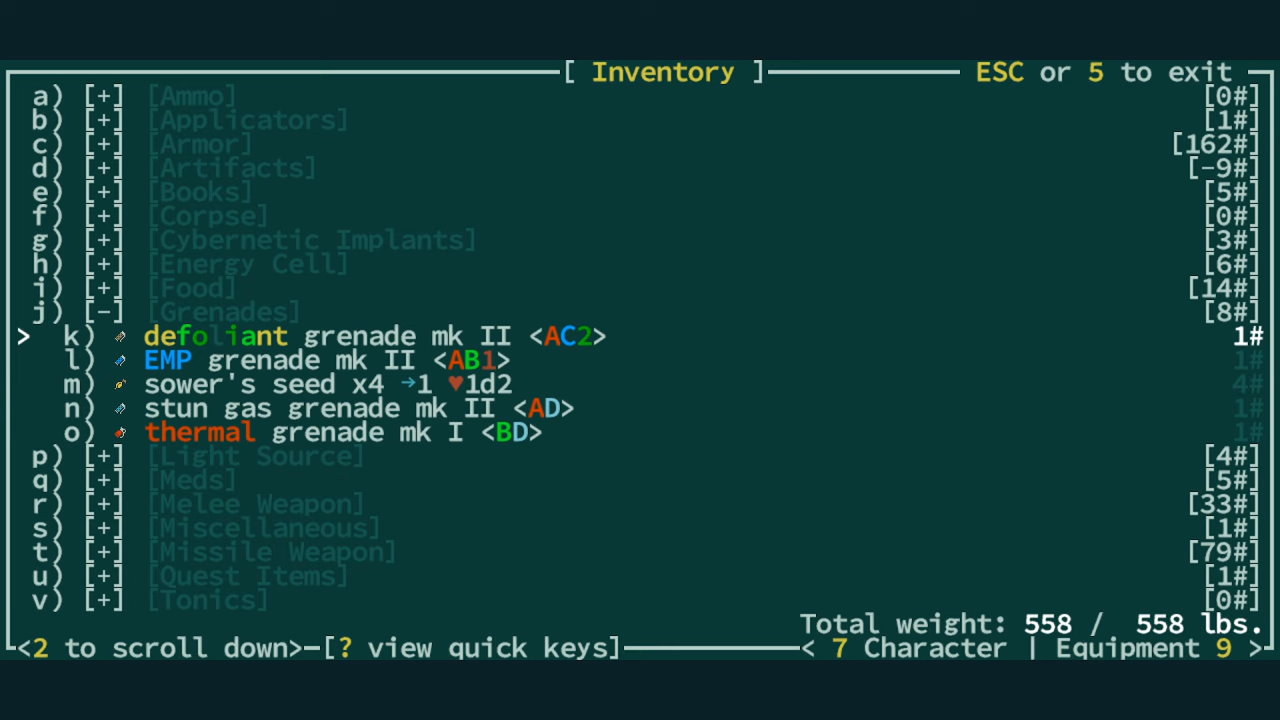 [ Inventory ] ESC or 5 to exit
a) [+] [Ammo] [0#]
b) [+] [Applicators] [1#]
c) [+] [Armor] [162#]
d) [+] [Artifacts] [-9#]
e) [+] [Books] [5#]
f) [+] [Corpse] [0#]
g) [+] [Cybernetic Implants] [3#]
h) [+] [Energy Cell] [6#]
i) [+] [Food] [14#]
j) [-] [Grenades] [8#]
> k) defoliant grenade mk II <AC2> 1#
l) EMP grenade mk II <AB1> 1#
m) sower's seed x4 →1 ♥1d2 4#
n) stun gas grenade mk II <AD> 1#
o) thermal grenade mk I <BD> 1#
p) [+] [Light Source] [4#]
q) [+] [Meds] [5#]
r) [+] [Melee Weapon] [33#]
s) [+] [Miscellaneous] [1#]
t) [+] [Missile Weapon] [79#]
u) [+] [Quest Items] [1#]
v) [+] [Tonics] [0#]
Total weight: 558 / 558 lbs.
<2 to scroll down> [? view quick keys] < 7 Character | Equipment 9 >